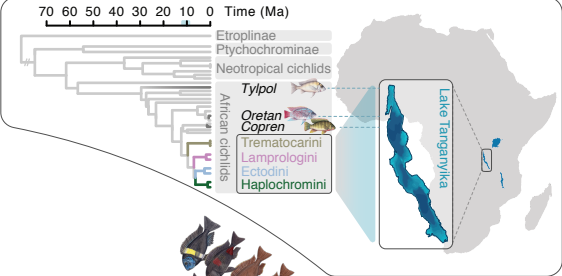 70 60 50 40 30 20 10 0 Time (Ma)
Etroplinae
Ptychochrominae
Neotropical cichlids
African cichlids
Tylpol
Oretan
Copren
Trematocarini
Lamprologini
Ectodini
Haplochromini
Lake Tanganyika